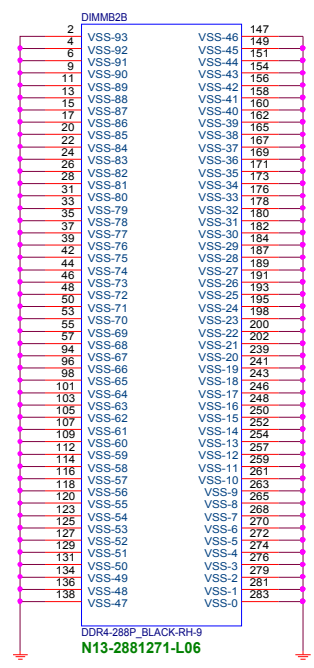 DIMMB2B
2 VSS-93 VSS-46 147
4 VSS-92 VSS-45 149
6 VSS-91 VSS-44 151
9 VSS-90 VSS-43 154
11 VSS-89 VSS-42 156
13 VSS-88 VSS-41 158
15 VSS-87 VSS-40 160
17 VSS-86 VSS-39 162
20 VSS-85 VSS-38 165
22 VSS-84 VSS-37 167
24 VSS-83 VSS-36 169
26 VSS-82 VSS-35 171
28 VSS-81 VSS-34 173
31 VSS-80 VSS-33 176
33 VSS-79 VSS-32 178
35 VSS-78 VSS-31 180
37 VSS-77 VSS-30 182
39 VSS-76 VSS-29 184
42 VSS-75 VSS-28 187
44 VSS-74 VSS-27 189
46 VSS-73 VSS-26 191
48 VSS-72 VSS-25 193
50 VSS-71 VSS-24 195
53 VSS-70 VSS-23 198
55 VSS-69 VSS-22 200
57 VSS-68 VSS-21 202
94 VSS-67 VSS-20 239
96 VSS-66 VSS-19 241
98 VSS-65 VSS-18 243
101 VSS-64 VSS-17 246
103 VSS-63 VSS-16 248
105 VSS-62 VSS-15 250
107 VSS-61 VSS-14 252
109 VSS-60 VSS-13 254
112 VSS-59 VSS-12 257
114 VSS-58 VSS-11 259
116 VSS-57 VSS-10 261
118 VSS-56 VSS-9 263
120 VSS-55 VSS-8 265
123 VSS-54 VSS-7 268
125 VSS-53 VSS-6 270
127 VSS-52 VSS-5 272
129 VSS-51 VSS-4 274
131 VSS-50 VSS-3 276
134 VSS-49 VSS-2 279
136 VSS-48 VSS-1 281
138 VSS-47 VSS-0 283
DDR4-288P_BLACK-RH-9
N13-2881271-L06